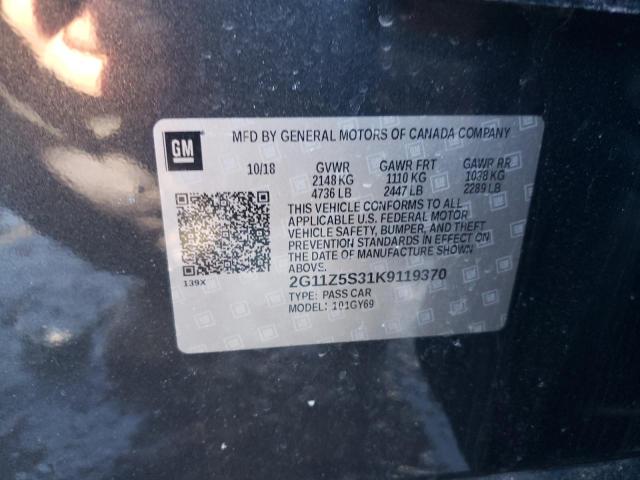 GM
MFD BY GENERAL MOTORS OF CANADA COMPANY
10/18 GVWR GAWR FRT GAWR RR
2148 KG 1110 KG 1038 KG
4736 LB 2447 LB 2289 LB
THIS VEHICLE CONFORMS TO ALL
APPLICABLE U.S. FEDERAL MOTOR
VEHICLE SAFETY, BUMPER, AND THEFT
PREVENTION STANDARDS IN EFFECT ON
THE DATE OF MANUFACTURE SHOWN
ABOVE.
139X
2G11Z5S31K9119370
TYPE: PASS CAR
MODEL: 101GY69